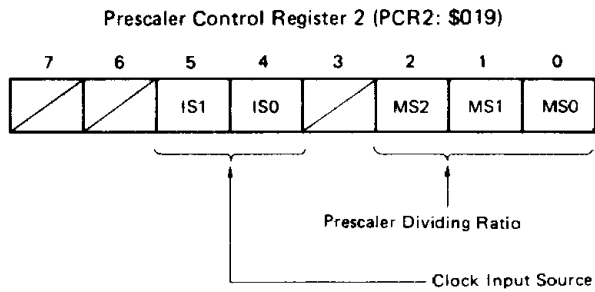 Prescaler Control Register 2 (PCR2: $019)
7 6 5 4 3 2 1 0
IS1 IS0 MS2 MS1 MS0
Prescaler Dividing Ratio
Clock Input Source